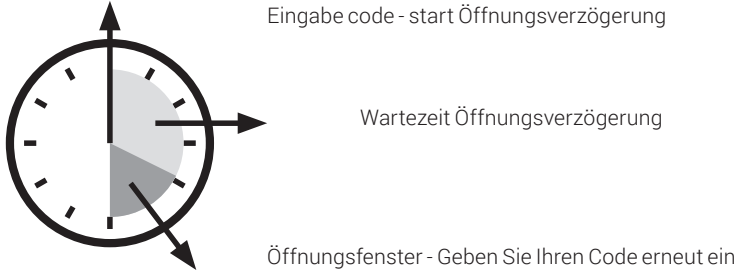 Eingabe code - start Öffnungsverzögerung
Wartezeit Öffnungsverzögerung
Öffnungsfenster - Geben Sie Ihren Code erneut ein